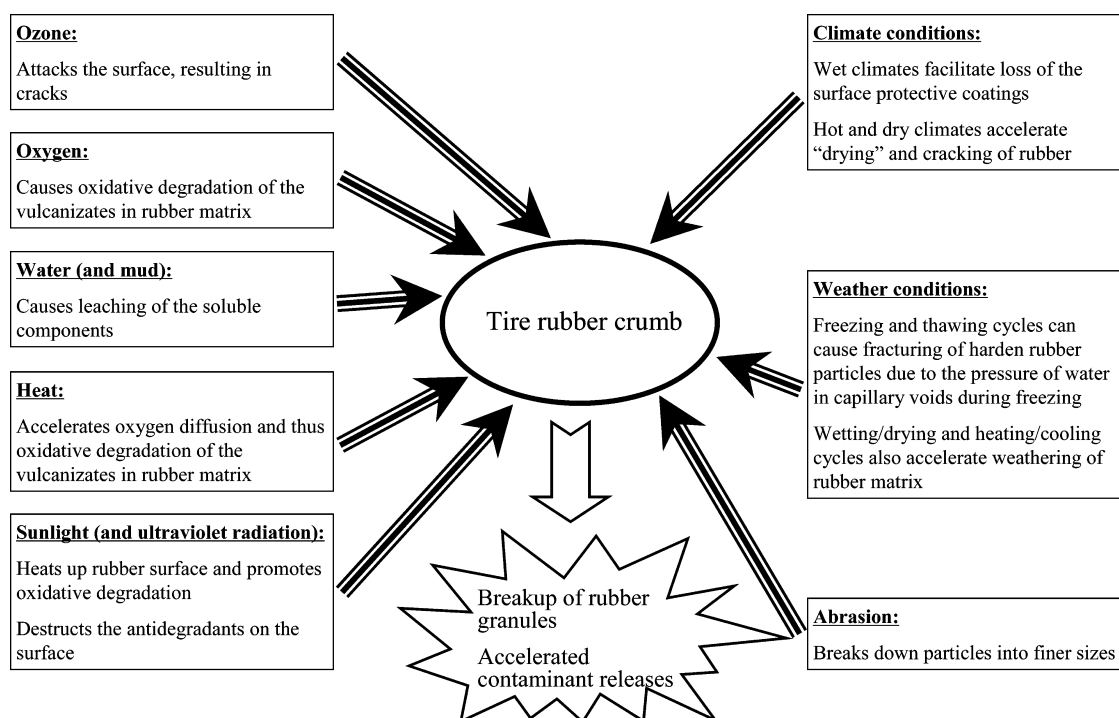 Ozone:
Attacks the surface, resulting in
cracks
Oxygen:
Causes oxidative degradation of the
vulcanizates in rubber matrix
Water (and mud):
Causes leaching of the soluble
components
Heat:
Accelerates oxygen diffusion and thus
oxidative degradation of the
vulcanizates in rubber matrix
Sunlight (and ultraviolet radiation):
Heats up rubber surface and promotes
oxidative degradation
Destructs the antidegradants on the
surface
Tire rubber crumb
Breakup of rubber
granules
Accelerated
contaminant releases
Climate conditions:
Wet climates facilitate loss of the
surface protective coatings
Hot and dry climates accelerate
“drying” and cracking of rubber
Weather conditions:
Freezing and thawing cycles can
cause fracturing of harden rubber
particles due to the pressure of water
in capillary voids during freezing
Wetting/drying and heating/cooling
cycles also accelerate weathering of
rubber matrix
Abrasion:
Breaks down particles into finer sizes